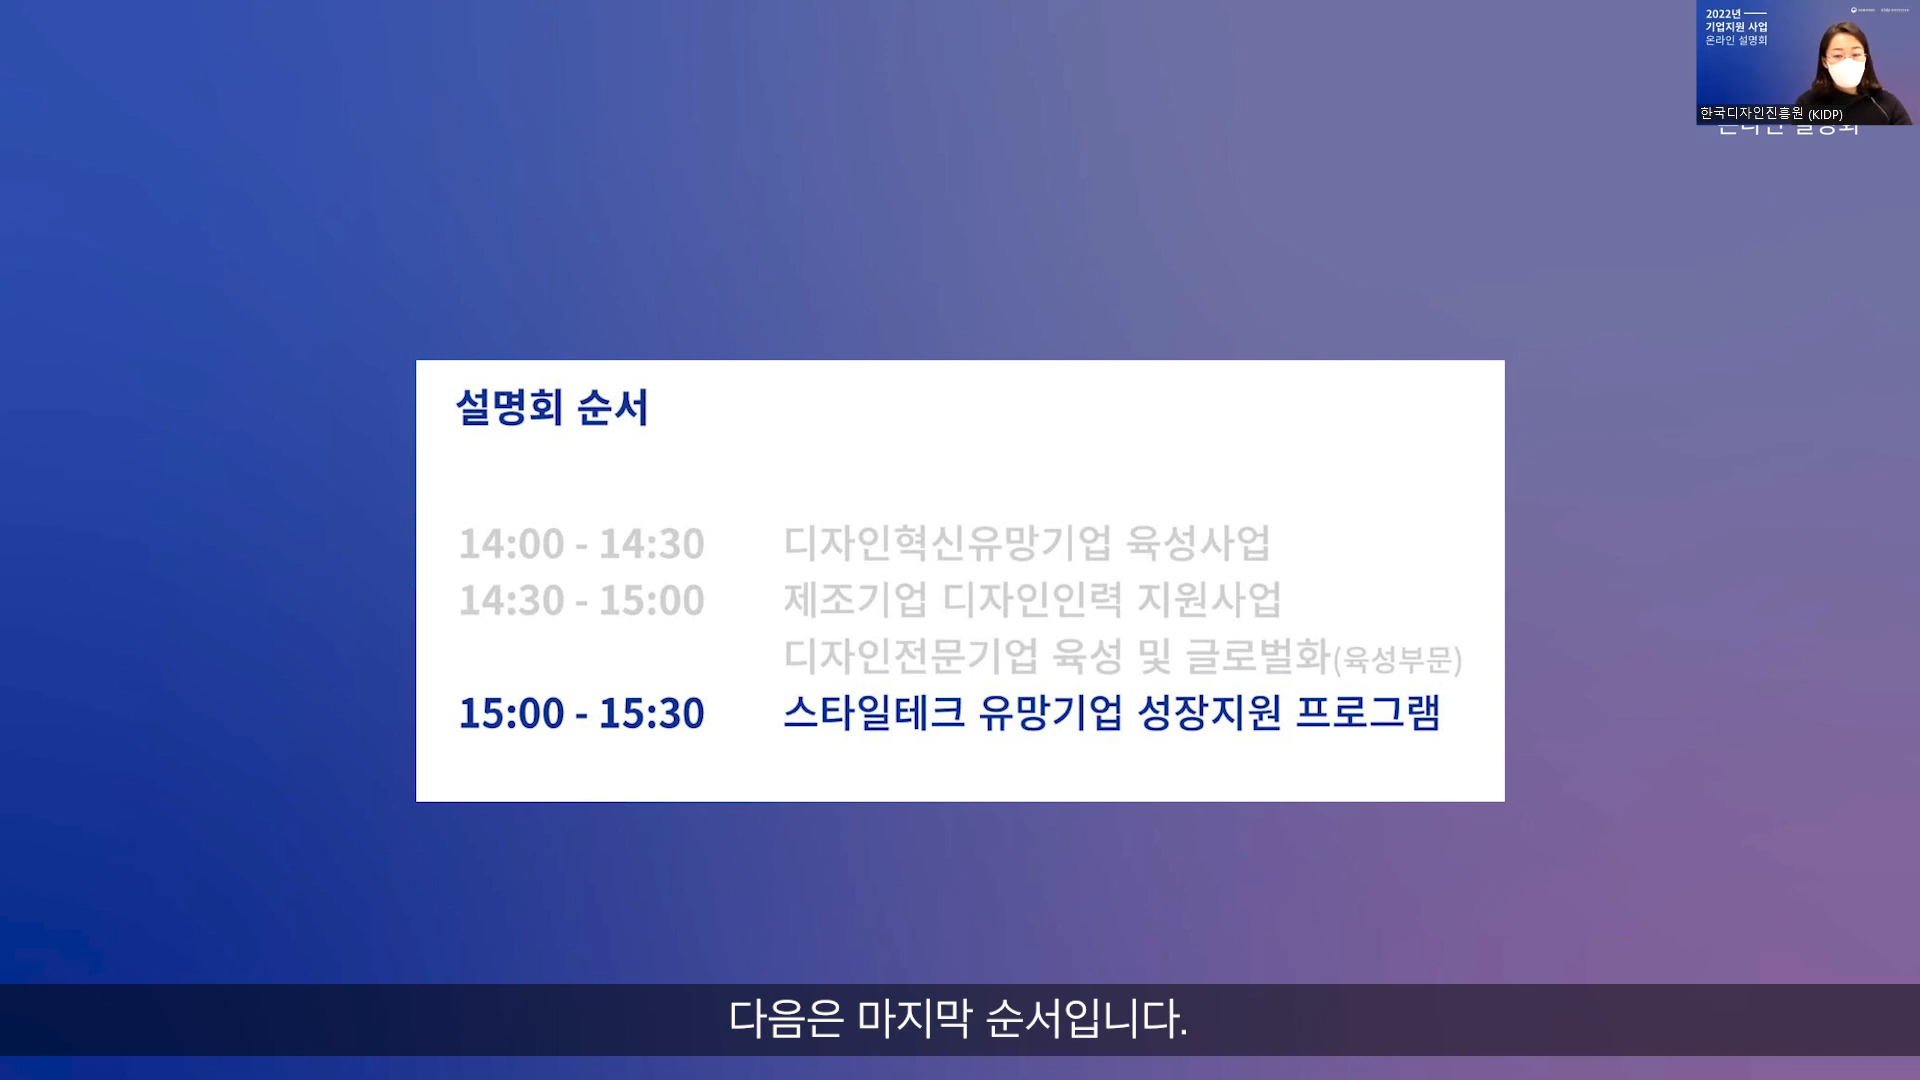 2022년
기업지원 사업
온라인 설명회
한국디자인진흥원 (KIDP)
온라인 설명회
설명회 순서
14:00 - 14:30 디자인혁신유망기업 육성사업
14:30 - 15:00 제조기업 디자인인력 지원사업
디자인전문기업 육성 및 글로벌화(육성부문)
15:00 - 15:30 스타일테크 유망기업 성장지원 프로그램
다음은 마지막 순서입니다.